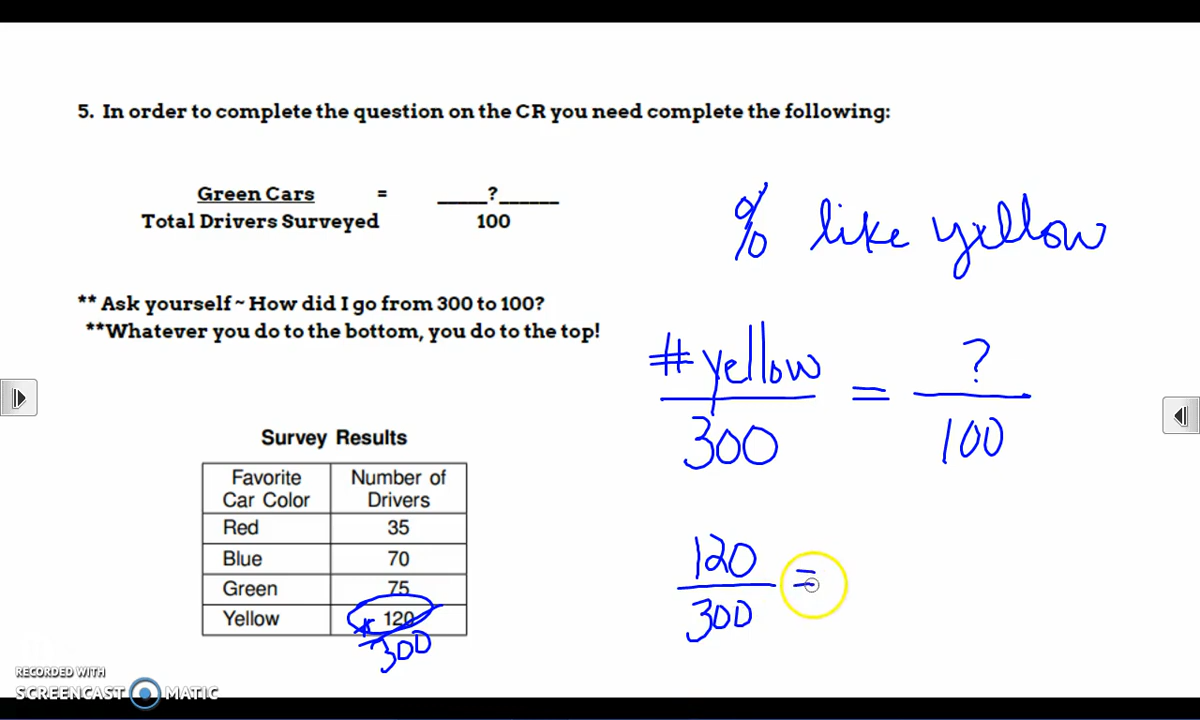 5. In order to complete the question on the CR you need complete the following:
Green Cars = _____?______
Total Drivers Surveyed 100
** Ask yourself ~ How did I go from 300 to 100?
**Whatever you do to the bottom, you do to the top!
% like yellow
# yellow = ?
300 100
120 =
300
Survey Results
Favorite Car Color Number of Drivers
Red 35
Blue 70
Green 75
Yellow 120
300
RECORDED WITH
SCREENCAST MATIC